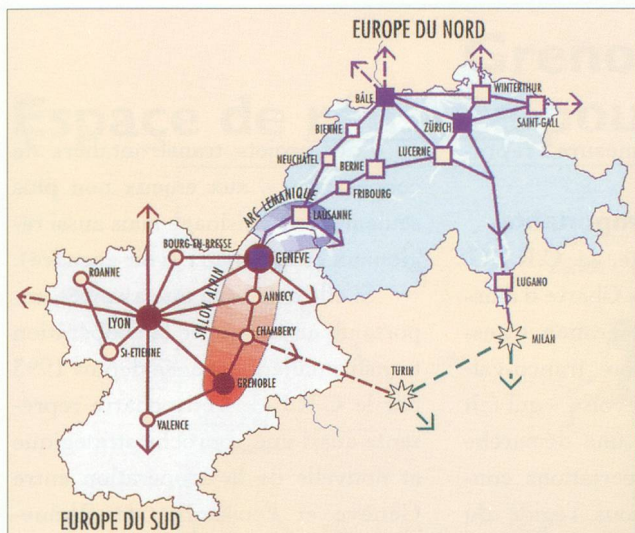 EUROPE DU NORD
BÂLE
WINTERTHUR
ZÜRICH
SAINT-GALL
BIENNE
LUCERNE
NEUCHÂTEL
BERNE
FRIBOURG
ARC LEMANIQUE
LAUSANNE
BOURG-EN-BRESSE
GENÈVE
ROANNE
SILLON ALPIN
ANNECY
LUGANO
LYON
CHAMBERY
MILAN
St-ETIENNE
TURIN
GRENOBLE
VALENCE
EUROPE DU SUD